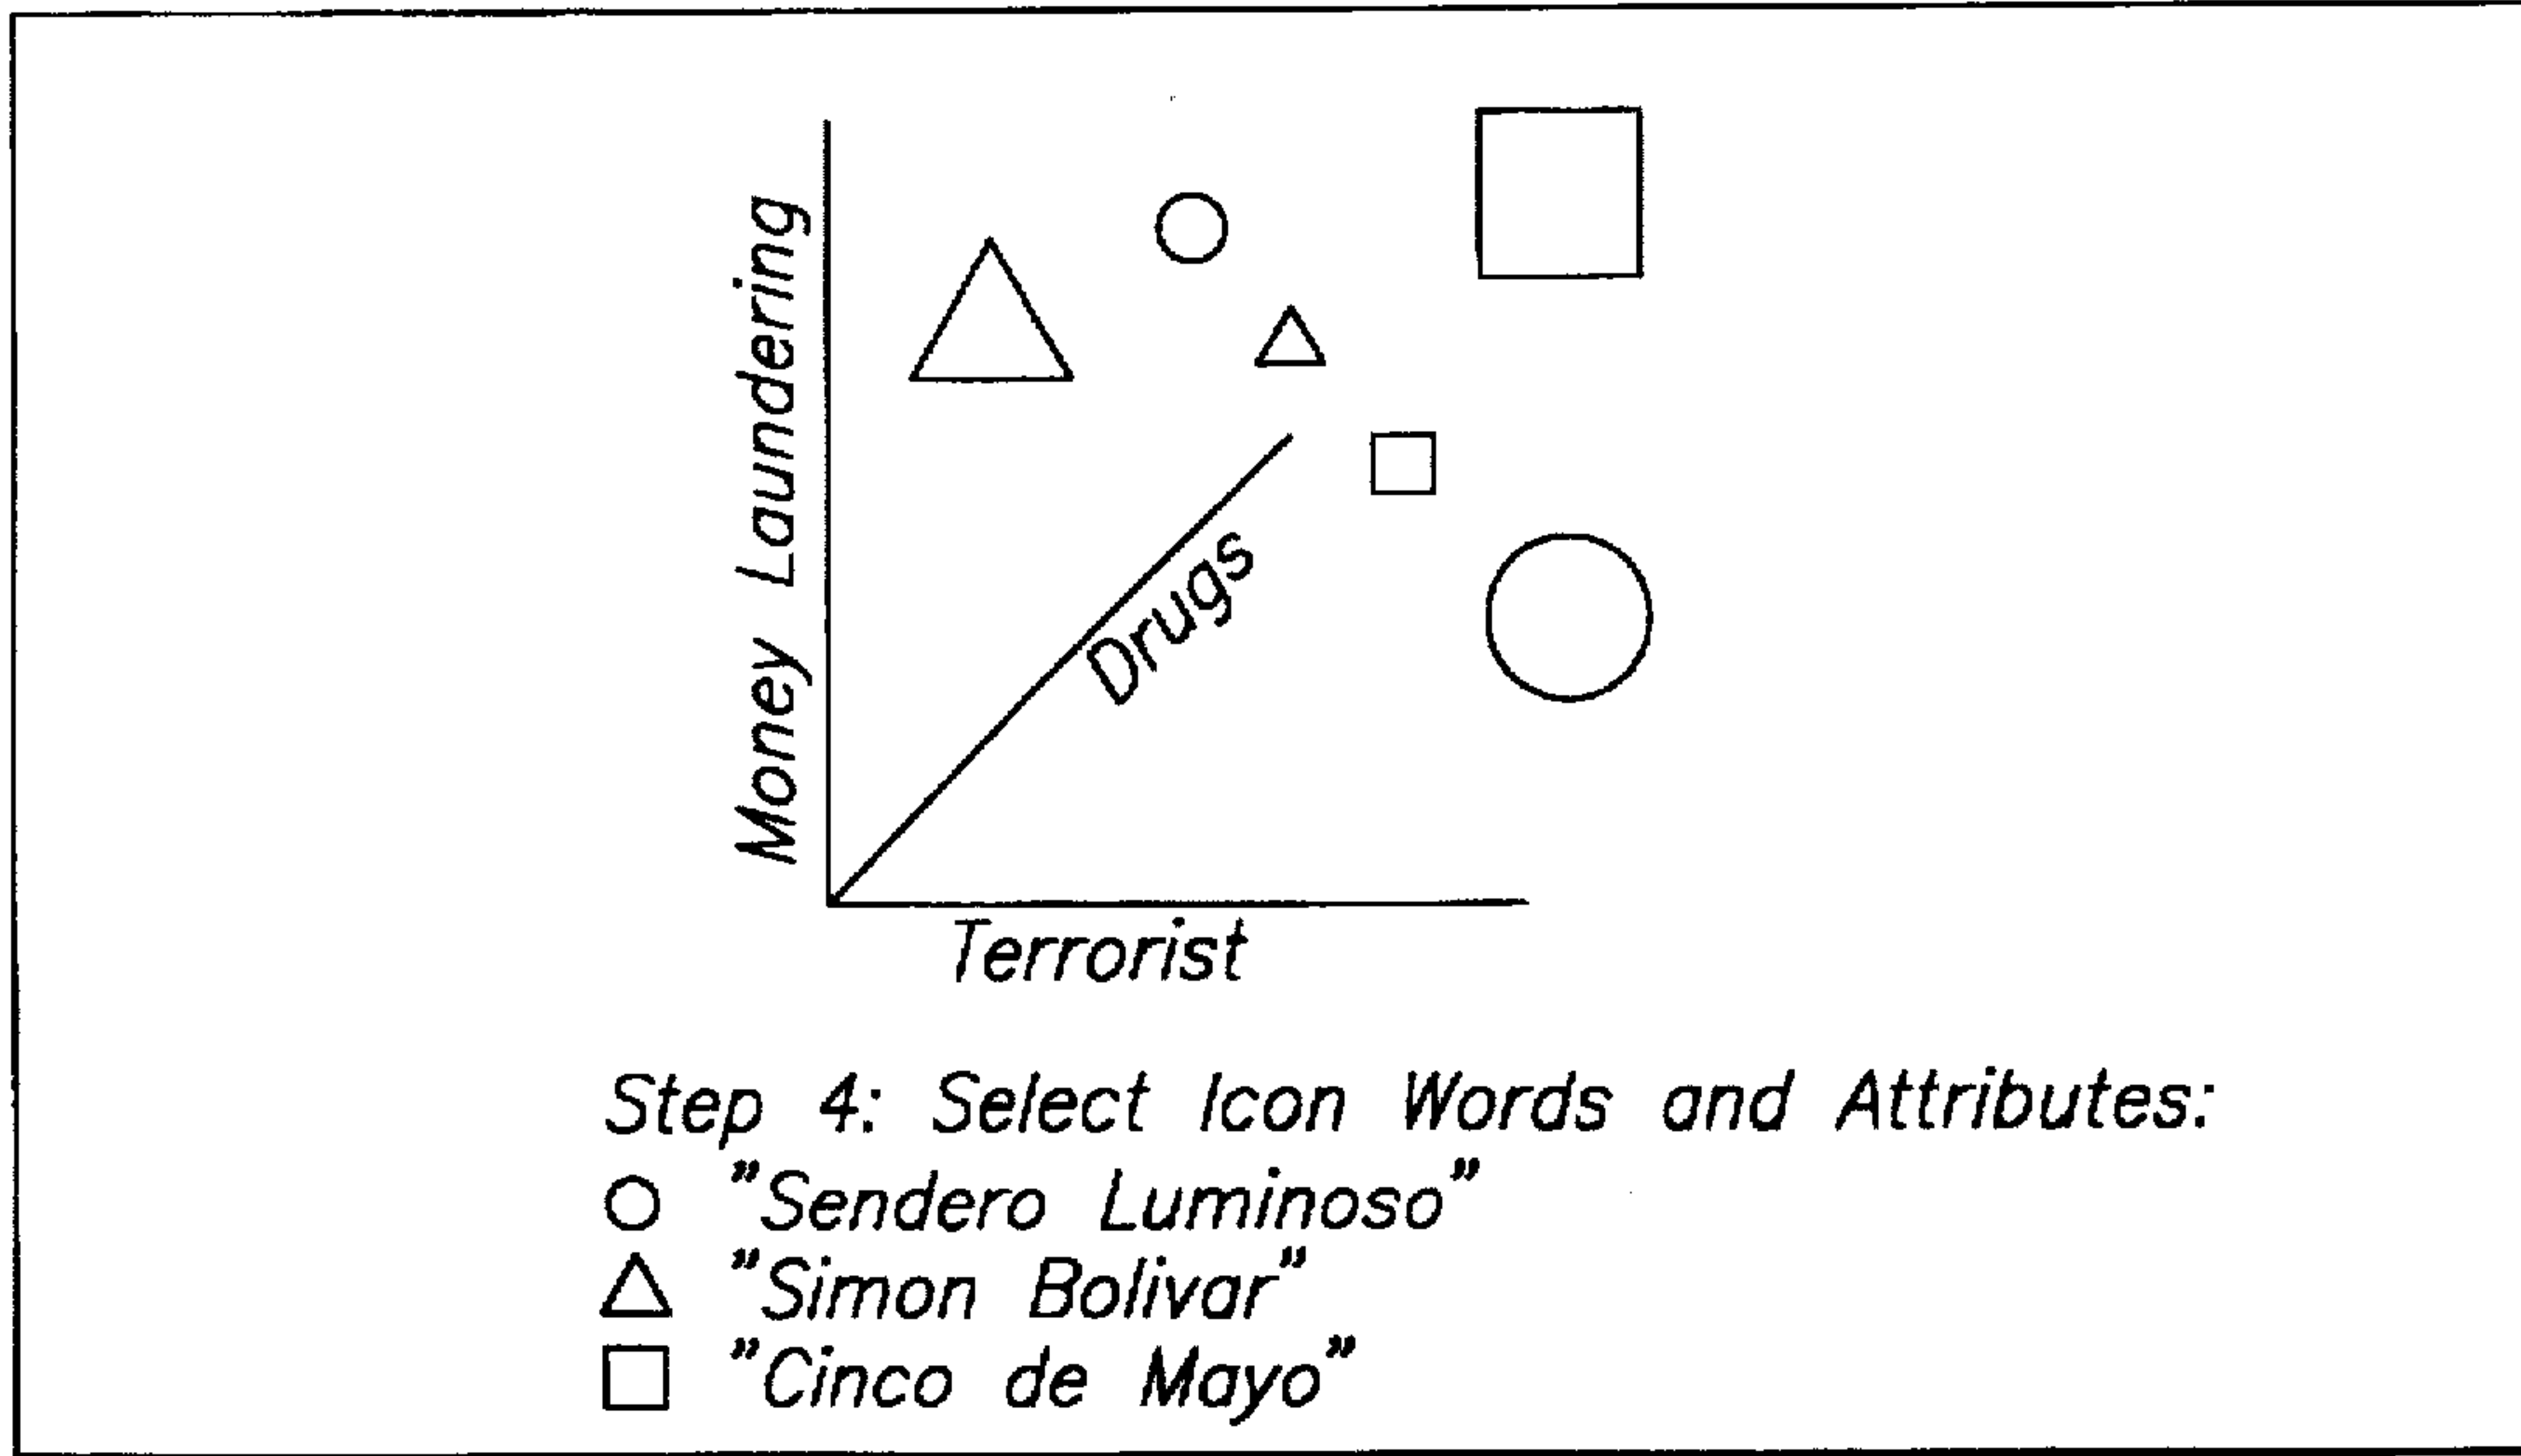 Money Laundering
Drugs
Terrorist
Step 4: Select Icon Words and Attributes:
"Sendero Luminoso"
"Simon Bolivar"
"Cinco de Mayo"